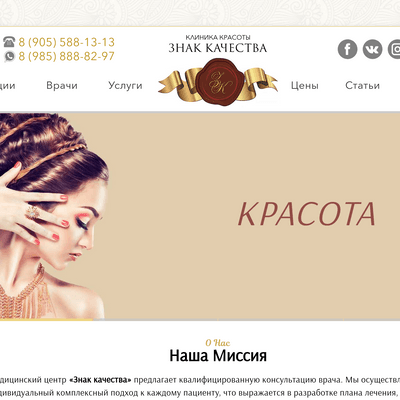 8 (905) 588-13-13
8 (985) 888-82-97
КЛИНИКА КРАСОТЫ
ЗНАК КАЧЕСТВА
ЗК
ции Врачи Услуги Цены Статьи
КРАСОТА
О Нас
Наша Миссия
дицинский центр «Знак качества» предлагает квалифицированную консультацию врача. Мы осуществл
дивидуальный комплексный подход к каждому пациенту, что выражается в разработке плана лечения,